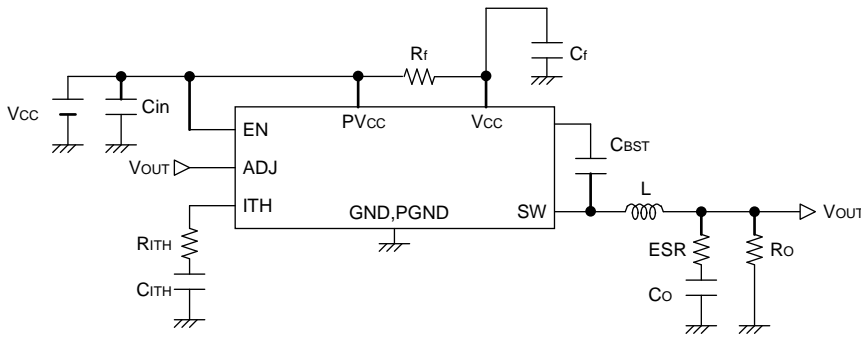 Rf
Cf
VCC
Cin
EN
PVCC
VCC
CBST
VOUT
ADJ
L
ITH
GND,PGND
SW
VOUT
RITH
ESR
RO
CITH
CO